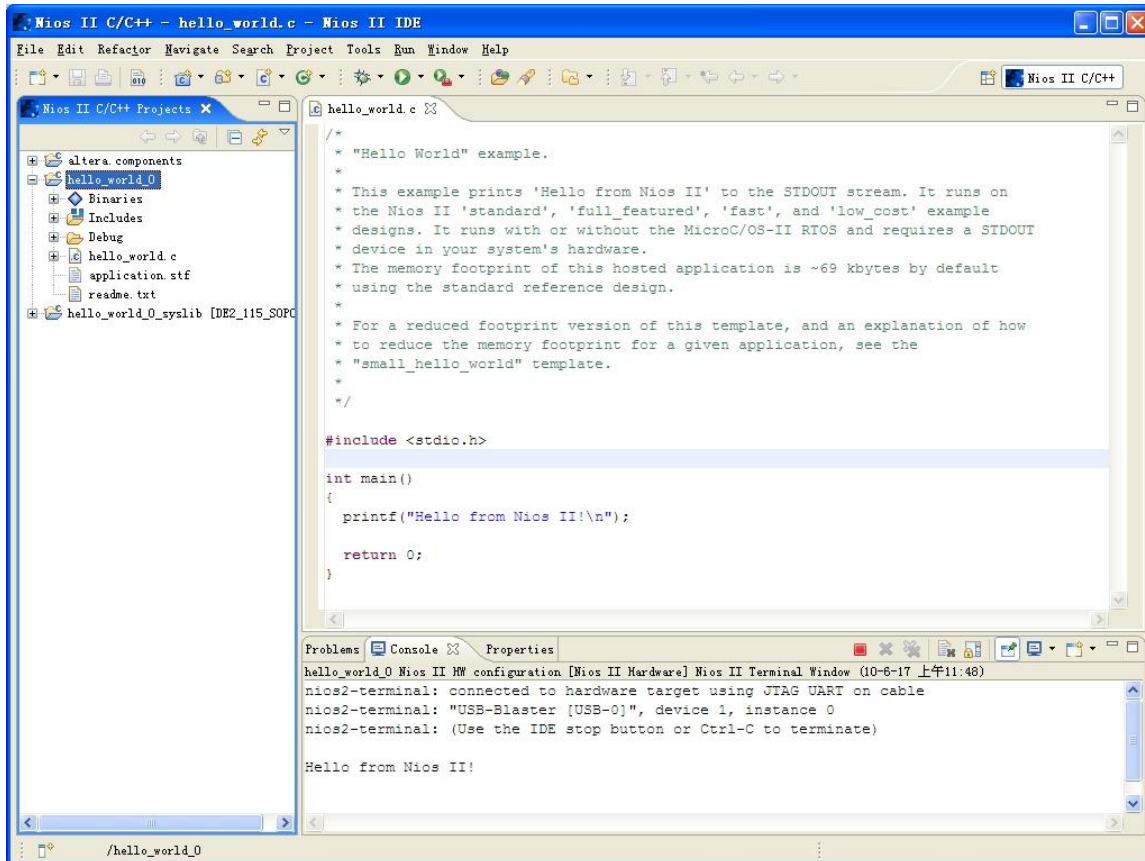 Nios II C/C++ - hello_world.c - Nios II IDE
File Edit Refactor Navigate Search Project Tools Run Window Help
Nios II C/C++
Nios II C/C++ Projects
altera.components
hello_world_0
Binaries
Includes
Debug
hello_world.c
application.stf
readme.txt
hello_world_0_syslib [DE2_115_SOPC
hello_world.c
/*
 * "Hello World" example.
 *
 * This example prints 'Hello from Nios II' to the STDOUT stream. It runs on
 * the Nios II 'standard', 'full_featured', 'fast', and 'low_cost' example
 * designs. It runs with or without the MicroC/OS-II RTOS and requires a STDOUT
 * device in your system's hardware.
 * The memory footprint of this hosted application is ~69 kbytes by default
 * using the standard reference design.
 *
 * For a reduced footprint version of this template, and an explanation of how
 * to reduce the memory footprint for a given application, see the
 * "small_hello_world" template.
 *
 */
#include <stdio.h>
int main()
{
  printf("Hello from Nios II!\n");
  return 0;
}
Problems Console Properties
hello_world_0 Nios II HW configuration [Nios II Hardware] Nios II Terminal Window (10-6-17 上午11:48)
nios2-terminal: connected to hardware target using JTAG UART on cable
nios2-terminal: "USB-Blaster [USB-0]", device 1, instance 0
nios2-terminal: (Use the IDE stop button or Ctrl-C to terminate)
Hello from Nios II!
/hello_world_0